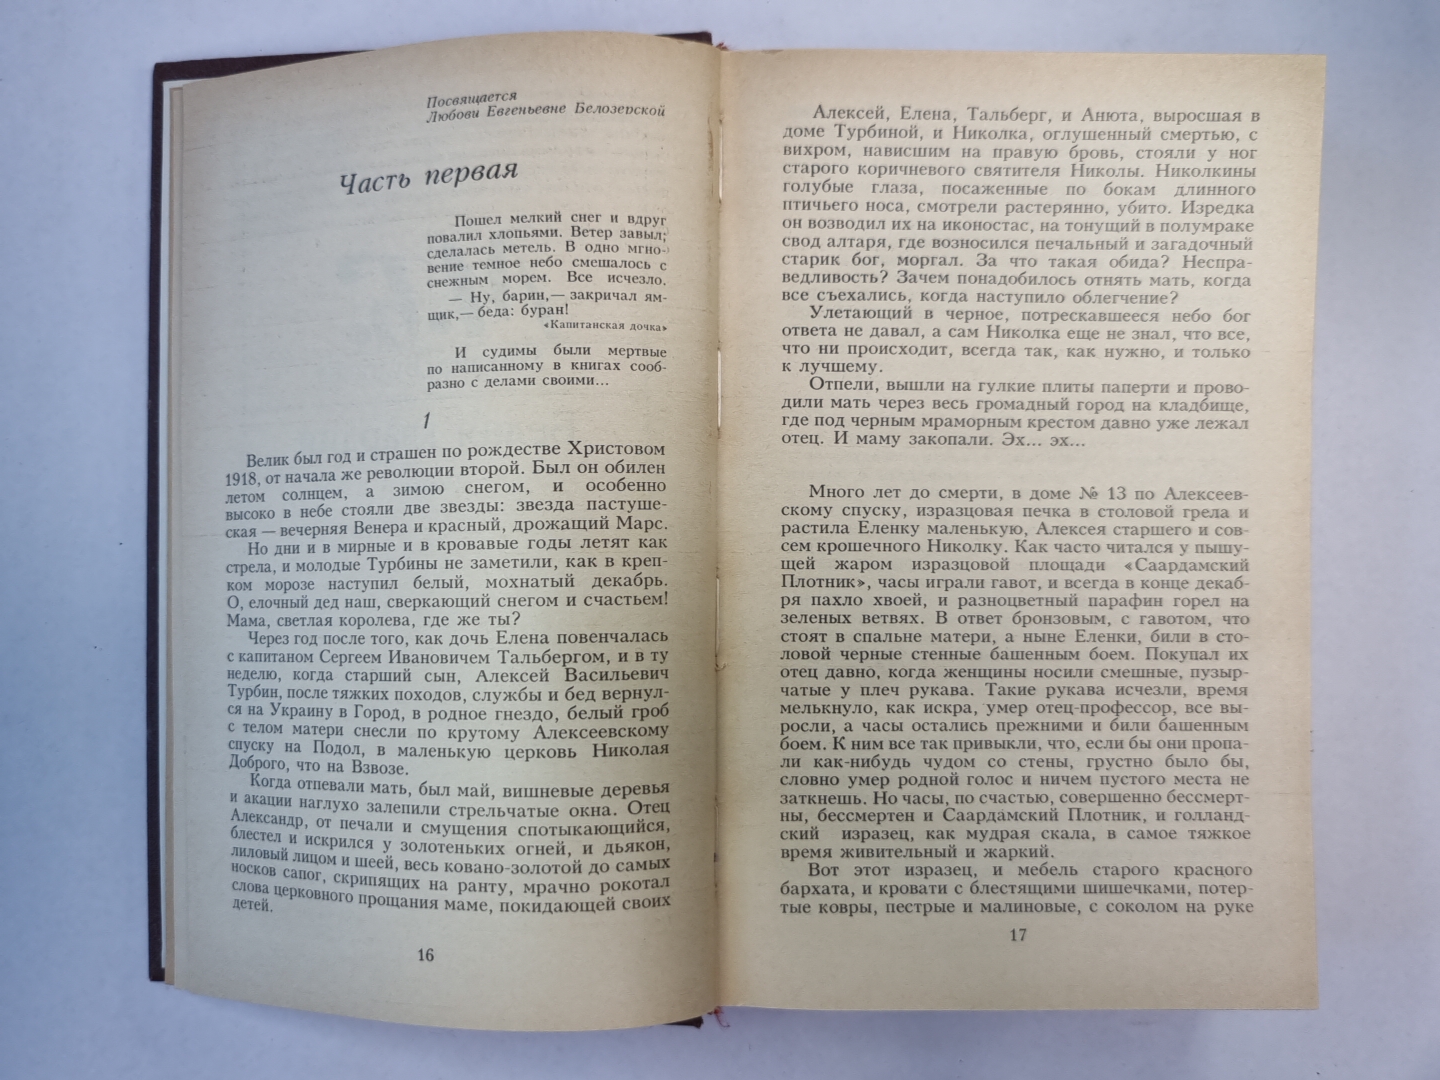 Посвящается
Любови Евгеньевне Белозерской
Часть первая
Пошел мелкий снег и вдруг
повалил хлопьями. Ветер завыл;
сделалась метель. В одно мгно-
вение темное небо смешалось с
снежным морем. Все исчезло.
— Ну, барин,— закричал ям-
щик,— беда: буран!
«Капитанская дочка»
И судимы были мертвые
по написанному в книгах сооб-
разно с делами своими...
1
Велик был год и страшен по рождестве Христовом
1918, от начала же революции второй. Был он обилен
летом солнцем, а зимою снегом, и особенно
высоко в небе стояли две звезды: звезда пастуше-
ская — вечерняя Венера и красный, дрожащий Марс.
Но дни и в мирные и в кровавые годы летят как
стрела, и молодые Турбины не заметили, как в креп-
ком морозе наступил белый, мохнатый декабрь.
О, елочный дед наш, сверкающий снегом и счастьем!
Мама, светлая королева, где же ты?
Через год после того, как дочь Елена повенчалась
с капитаном Сергеем Ивановичем Тальбергом, и в ту
неделю, когда старший сын, Алексей Васильевич
Турбин, после тяжких походов, службы и бед вернул-
ся на Украину в Город, в родное гнездо, белый гроб
с телом матери снесли по крутому Алексеевскому
спуску на Подол, в маленькую церковь Николая
Доброго, что на Взвозе.
Когда отпевали мать, был май, вишневые деревья
и акации наглухо залепили стрельчатые окна. Отец
Александр, от печали и смущения спотыкающийся,
блестел и искрился у золотеньких огней, и дьякон,
лиловый лицом и шеей, весь ковано-золотой до самых
носков сапог, скрипящих на ранту, мрачно рокотал
слова церковного прощания маме, покидающей своих
детей.
16
Алексей, Елена, Тальберг, и Анюта, выросшая в
доме Турбиной, и Николка, оглушенный смертью, с
вихром, нависшим на правую бровь, стояли у ног
старого коричневого святителя Николы. Николкины
голубые глаза, посаженные по бокам длинного
птичьего носа, смотрели растерянно, убито. Изредка
он возводил их на иконостас, на тонущий в полумраке
свод алтаря, где возносился печальный и загадочный
старик бог, моргал. За что такая обида? Неспра-
ведливость? Зачем понадобилось отнять мать, когда
все съехались, когда наступило облегчение?
Улетающий в черное, потрескавшееся небо бог
ответа не давал, а сам Николка еще не знал, что все,
что ни происходит, всегда так, как нужно, и только
к лучшему.
Отпели, вышли на гулкие плиты паперти и прово-
дили мать через весь громадный город на кладбище,
где под черным мраморным крестом давно уже лежал
отец. И маму закопали. Эх... эх...
Много лет до смерти, в доме № 13 по Алексеев-
скому спуску, изразцовая печка в столовой грела и
растила Еленку маленькую, Алексея старшего и сов-
сем крошечного Николку. Как часто читался у пышу-
щей жаром изразцовой площади «Саардамский
Плотник», часы играли гавот, и всегда в конце декаб-
ря пахло хвоей, и разноцветный парафин горел на
зеленых ветвях. В ответ бронзовым, с гавотом, что
стоят в спальне матери, а ныне Еленки, били в сто-
ловой черные стенные башенным боем. Покупал их
отец давно, когда женщины носили смешные, пузыр-
чатые у плеч рукава. Такие рукава исчезли, время
мелькнуло, как искра, умер отец-профессор, все вы-
росли, а часы остались прежними и били башенным
боем. К ним все так привыкли, что, если бы они пропа-
ли как-нибудь чудом со стены, грустно было бы,
словно умер родной голос и ничем пустого места не
заткнешь. Но часы, по счастью, совершенно бессмерт-
ны, бессмертен и Саардамский Плотник, и голланд-
ский изразец, как мудрая скала, в самое тяжкое
время живительный и жаркий.
Вот этот изразец, и мебель старого красного
бархата, и кровати с блестящими шишечками, потер-
тые ковры, пестрые и малиновые, с соколом на руке
17